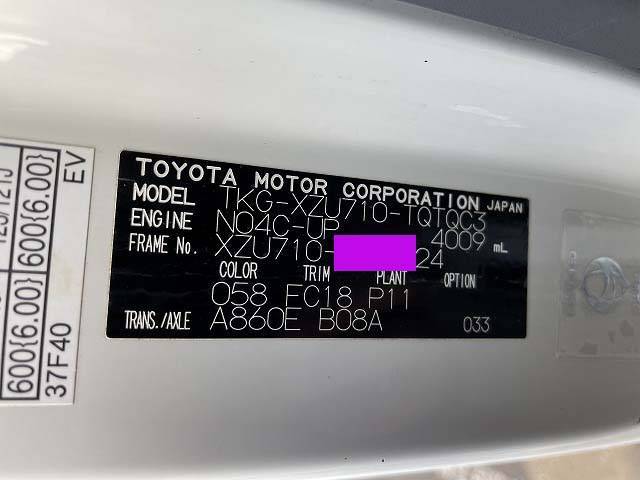 TOYOTA MOTOR CORPORATION JAPAN
MODEL TKG-XZU710-TQTQC3
ENGINE N04C-UP 4009 mL
FRAME No. XZU710- 24
COLOR TRIM PLANT OPTION
058 FC18 P11
TRANS./AXLE A860E B08A 033
600{6.00} 600{6.00}
37F40 EV